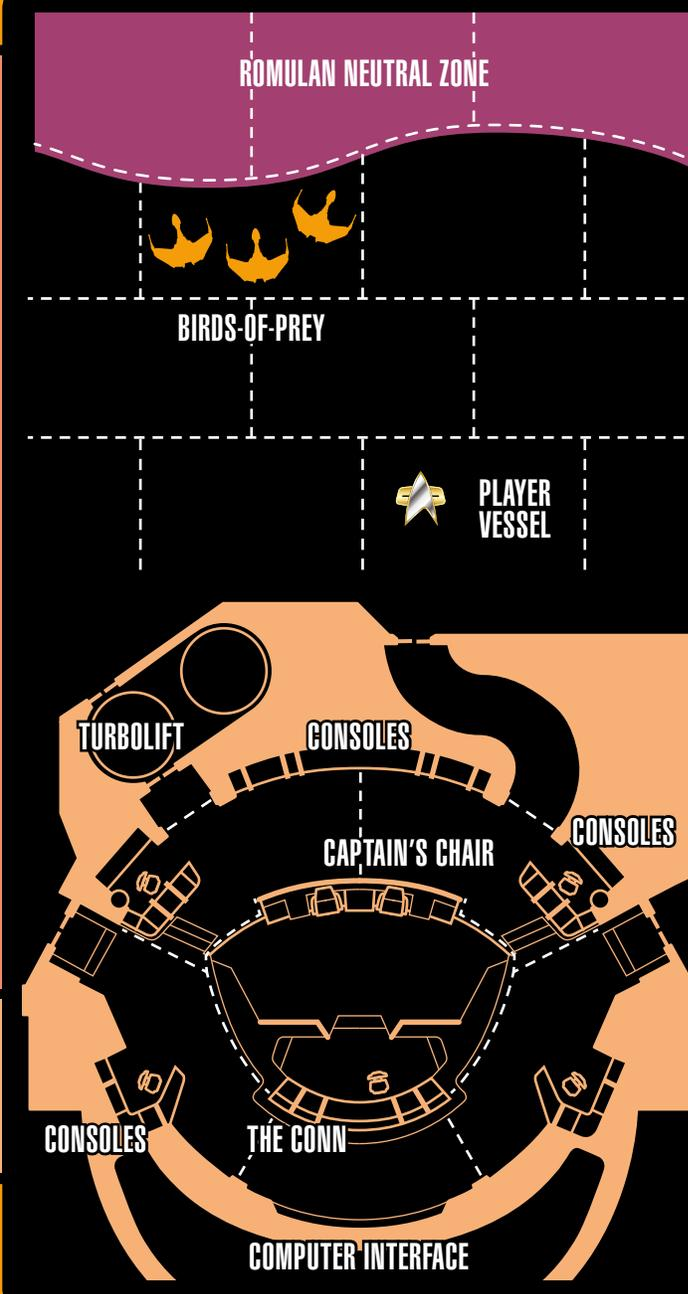 ROMULAN NEUTRAL ZONE
BIRDS-OF-PREY
PLAYER
VESSEL
TURBOLIFT
CONSOLES
CONSOLES
CAPTAIN'S CHAIR
CONSOLES
THE CONN
COMPUTER INTERFACE